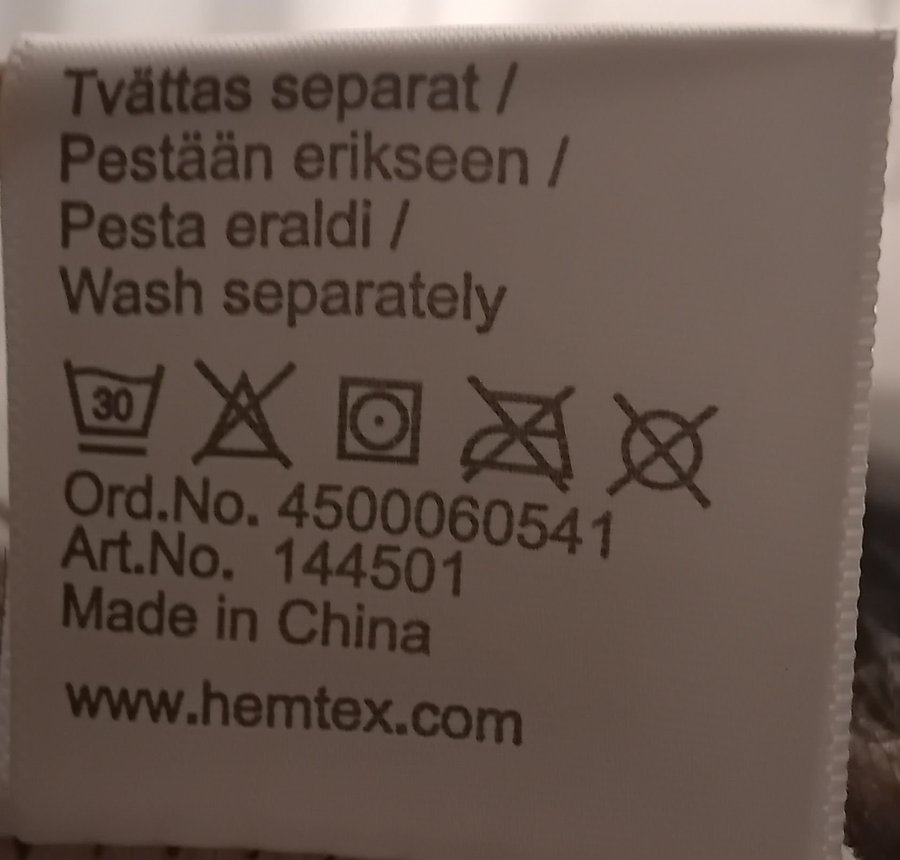 Tvättas separat /
Pestään erikseen /
Pesta eraldi /
Wash separately
30
Ord.No. 4500060541
Art.No. 144501
Made in China
www.hemtex.com